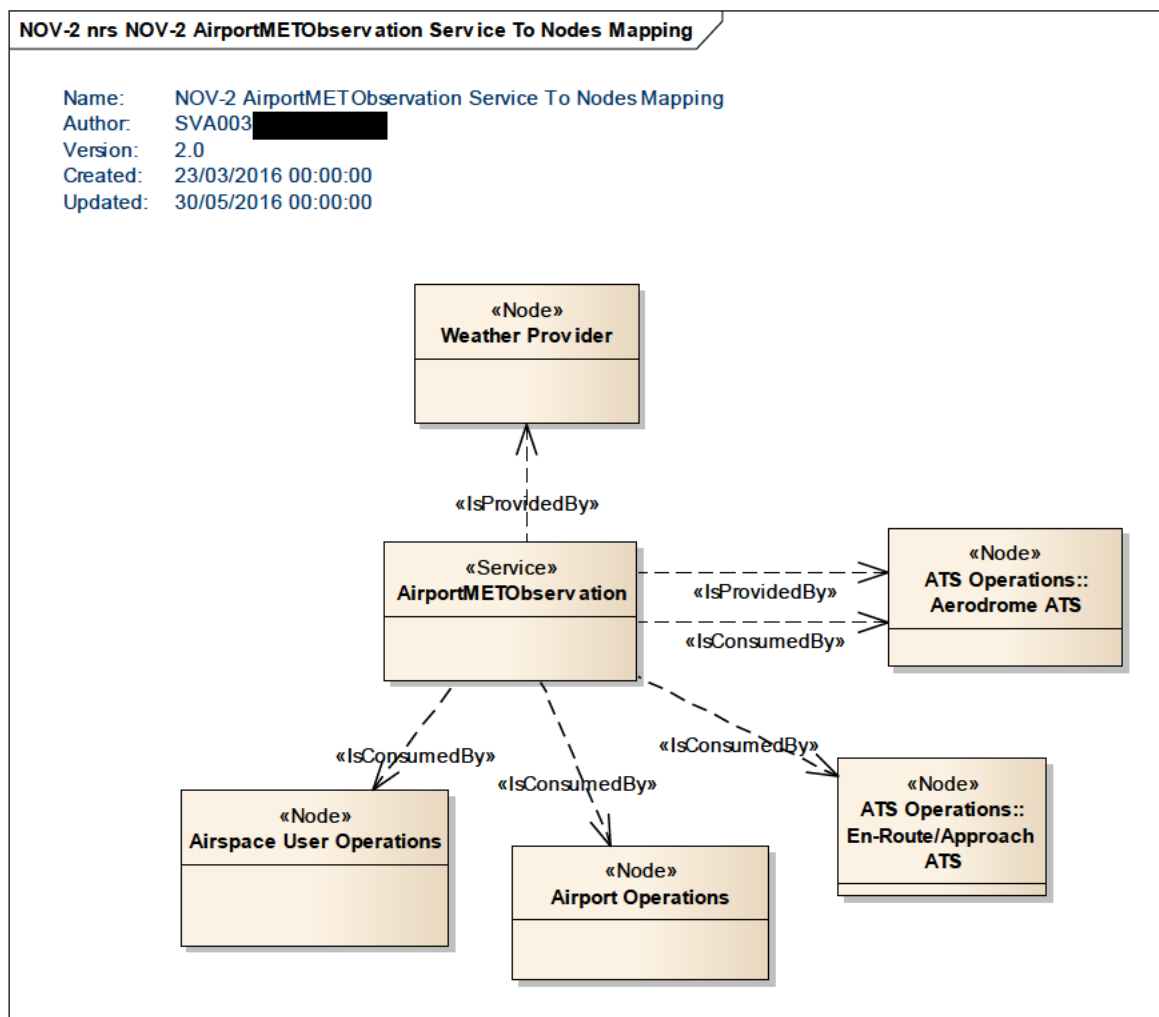 NOV-2 nrs NOV-2 AirportMETObservation Service To Nodes Mapping
Name: NOV-2 AirportMETObservation Service To Nodes Mapping
Author: SVA003
Version: 2.0
Created: 23/03/2016 00:00:00
Updated: 30/05/2016 00:00:00
«Node»
Weather Provider
«IsProvidedBy»
«Service»
AirportMETObservation
«IsProvidedBy»
«IsConsumedBy»
«Node»
ATS Operations::
Aerodrome ATS
«IsConsumedBy»
«IsConsumedBy»
«IsConsumedBy»
«Node»
Airspace User Operations
«Node»
Airport Operations
«Node»
ATS Operations::
En-Route/Approach
ATS